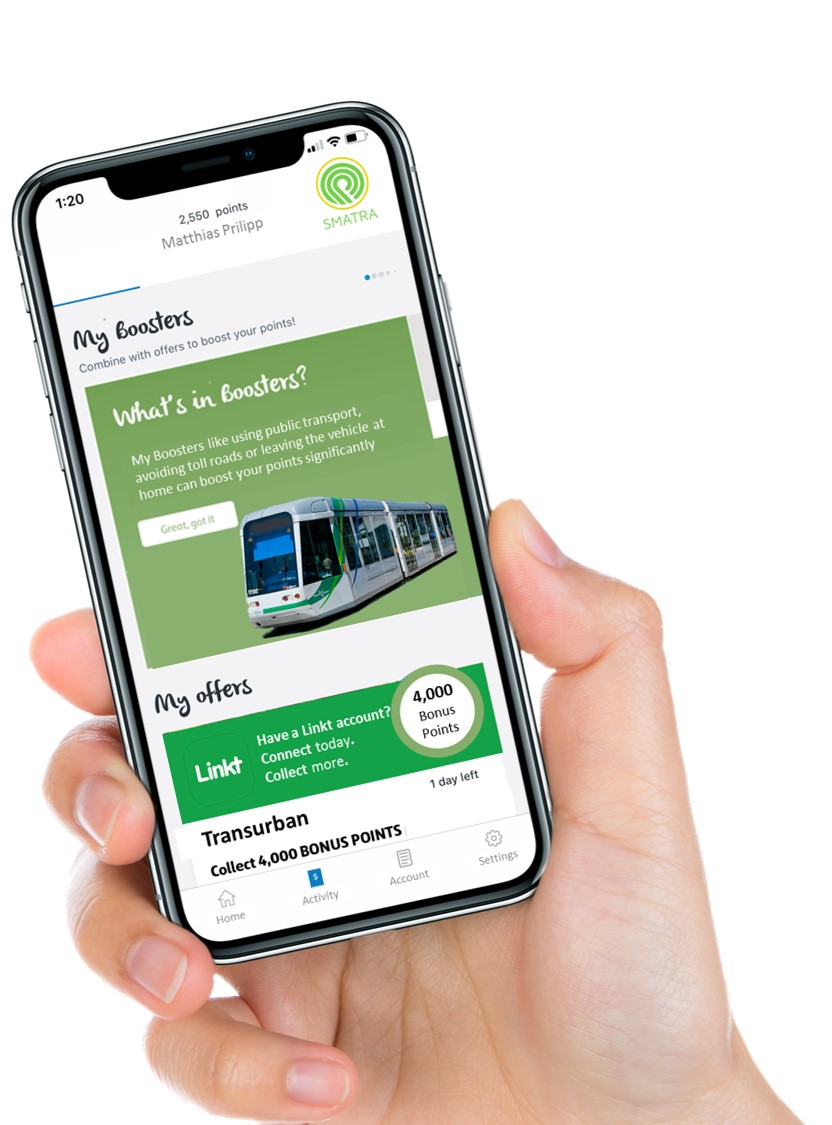 1:20
2,550 points
Matthias Prilipp
SMATRA
My Boosters
Combine with offers to boost your points!
What's in Boosters?
My Boosters like using public transport,
avoiding toll roads or leaving the vehicle at
home can boost your points significantly
Great, got it
My offers
Linkt
Have a Linkt account?
Connect today.
Collect more.
4,000
Bonus
Points
1 day left
Transurban
Collect 4,000 BONUS POINTS
$
Home
Activity
Account
Settings